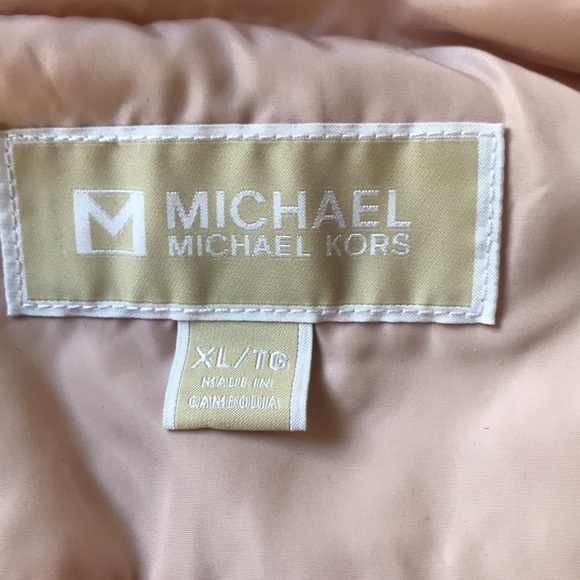 M MICHAEL
MICHAEL KORS
XL/TG
MADE IN
CAMBODIA